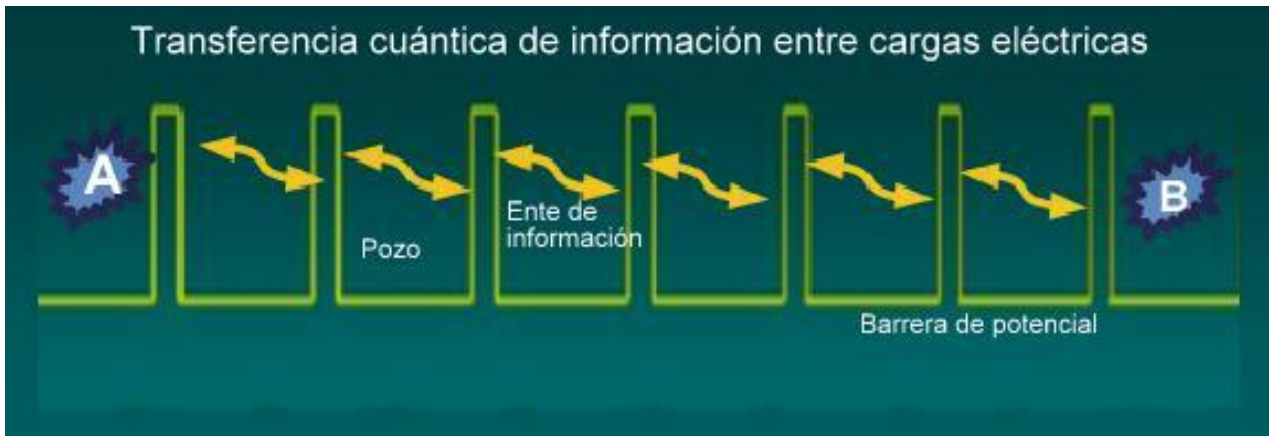 Transferencia cuántica de información entre cargas eléctricas
A
Ente de
información
Pozo
B
Barrera de potencial